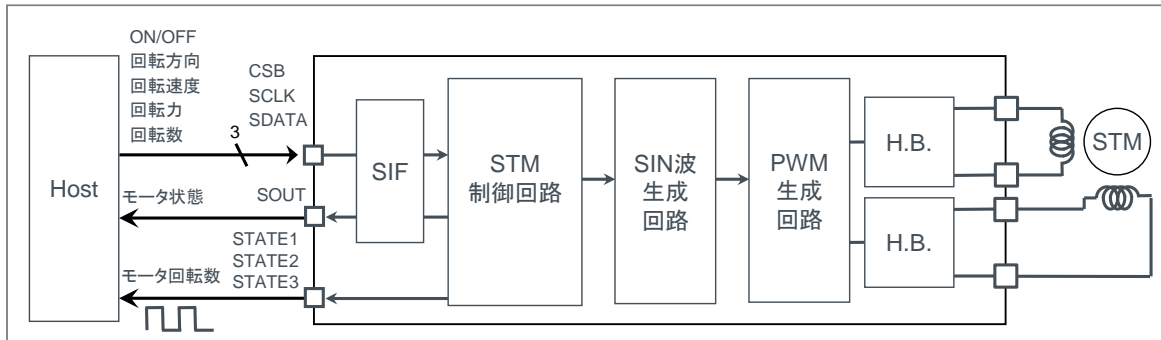 ON/OFF
回転方向
回転速度
回転力
回転数
CSB
SCLK
SDATA
3
Host
SIF
STM
制御回路
SIN波
生成
回路
PWM
生成
回路
H.B.
H.B.
STM
モータ状態
SOUT
STATE1
STATE2
STATE3
モータ回転数